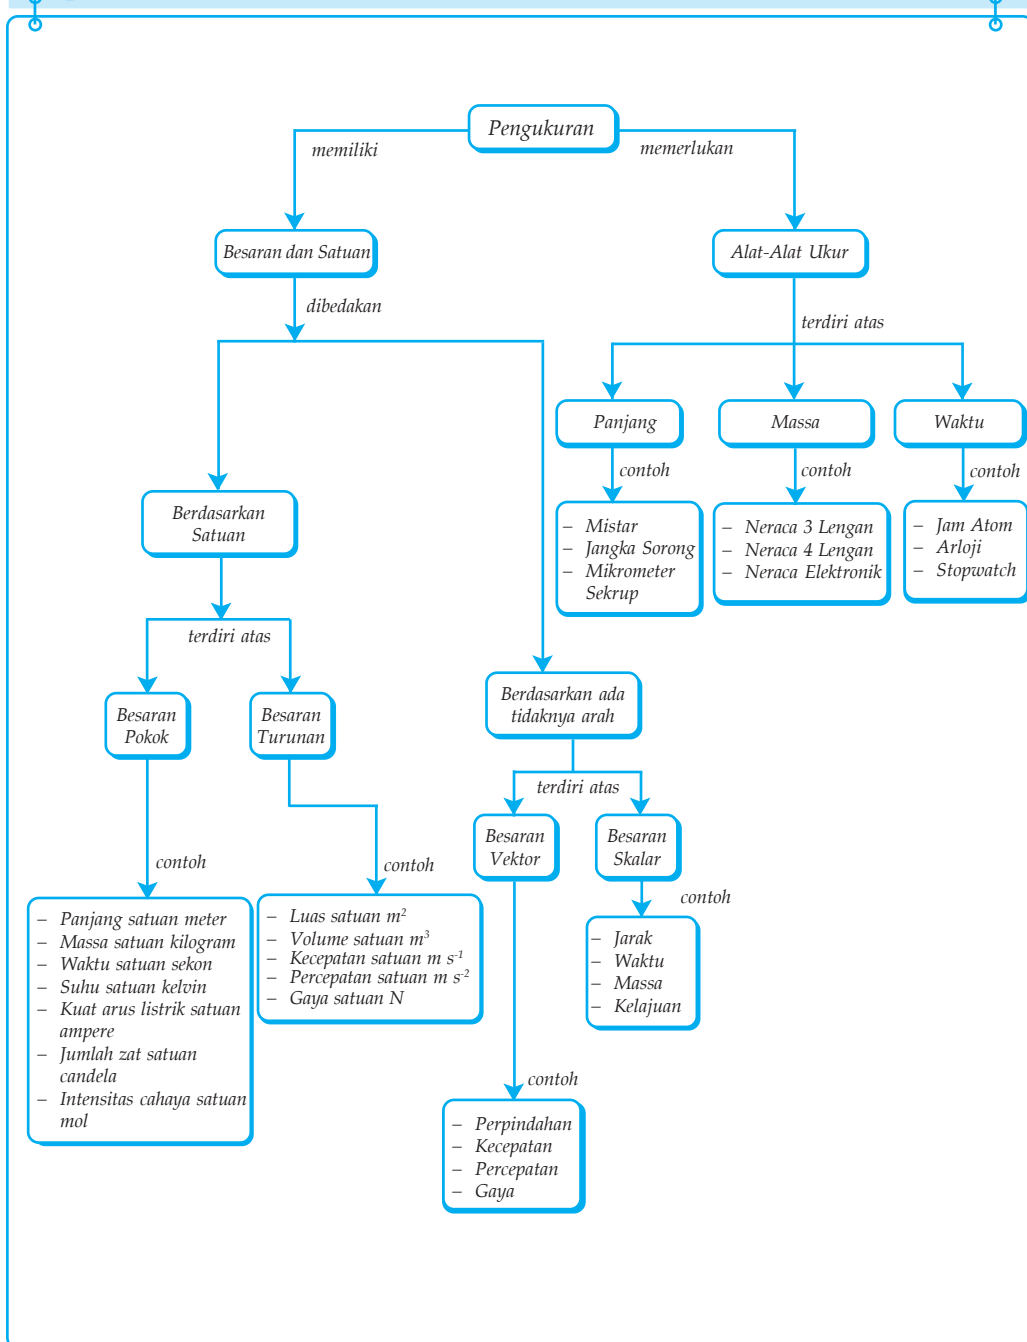 Pengukuran
memiliki
memerlukan
Besaran dan Satuan
Alat-Alat Ukur
dibedakan
terdiri atas
Panjang
Massa
Waktu
contoh
contoh
contoh
– Mistar
– Jangka Sorong
– Mikrometer
Sekrup
– Neraca 3 Lengan
– Neraca 4 Lengan
– Neraca Elektronik
– Jam Atom
– Arloji
– Stopwatch
Berdasarkan
Satuan
terdiri atas
Besaran
Pokok
Besaran
Turunan
Berdasarkan ada
tidaknya arah
terdiri atas
Besaran
Vektor
Besaran
Skalar
contoh
contoh
contoh
– Panjang satuan meter
– Massa satuan kilogram
– Waktu satuan sekon
– Suhu satuan kelvin
– Kuat arus listrik satuan
ampere
– Jumlah zat satuan
candela
– Intensitas cahaya satuan
mol
– Luas satuan m²
– Volume satuan m³
– Kecepatan satuan m s⁻¹
– Percepatan satuan m s⁻²
– Gaya satuan N
– Jarak
– Waktu
– Massa
– Kelajuan
contoh
– Perpindahan
– Kecepatan
– Percepatan
– Gaya